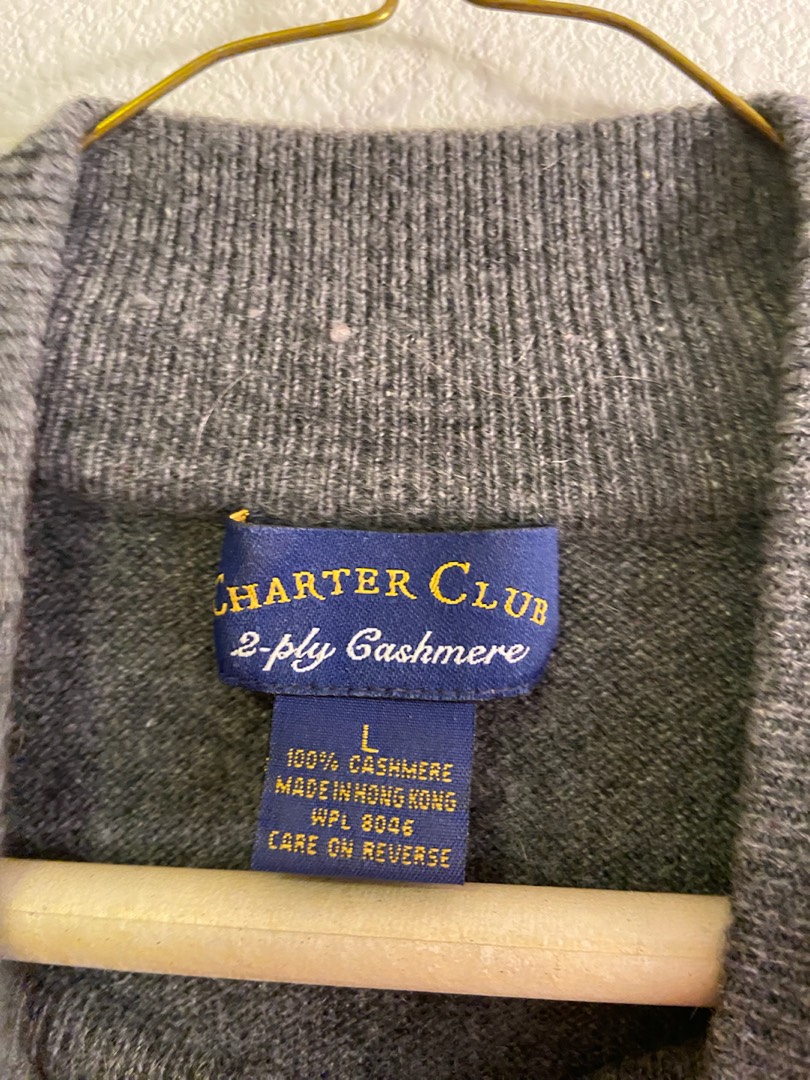 CHARTER CLUB
2-ply Cashmere
L
100% CASHMERE
MADE IN HONG KONG
WPL 8046
CARE ON REVERSE